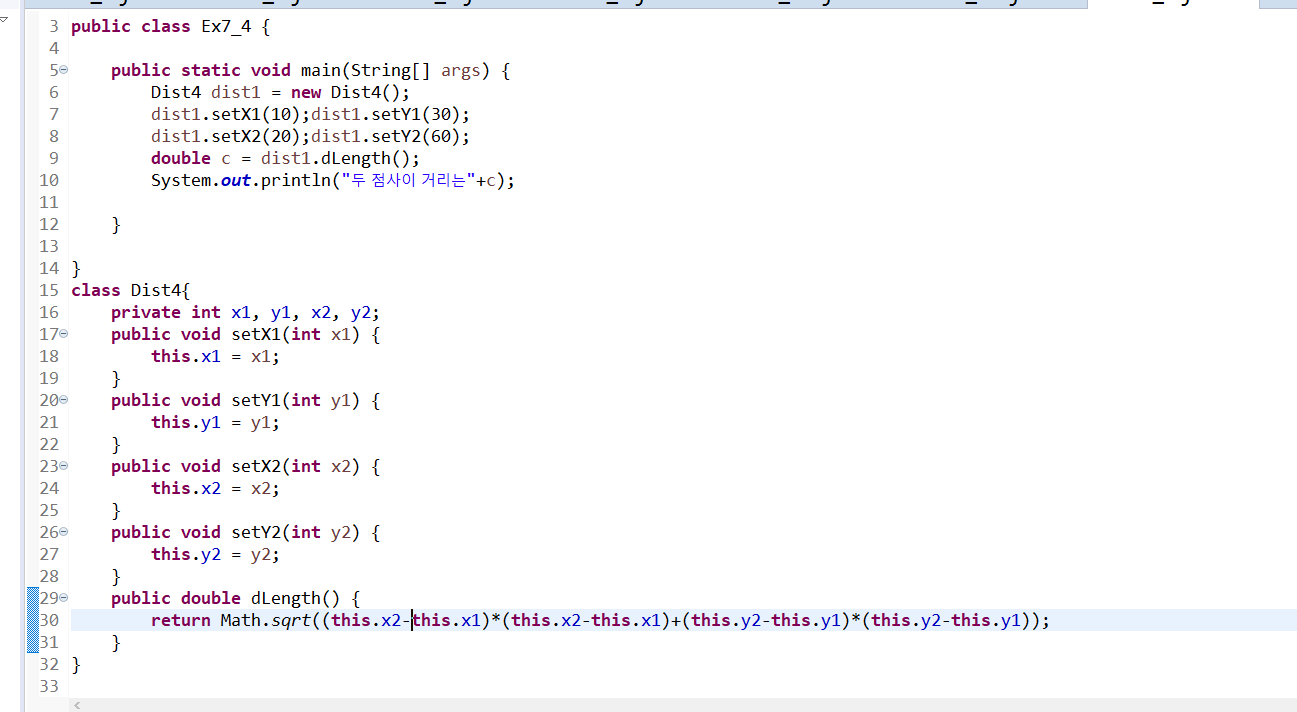 3 public class Ex7_4 {
4
5 public static void main(String[] args) {
6 Dist4 dist1 = new Dist4();
7 dist1.setX1(10);dist1.setY1(30);
8 dist1.setX2(20);dist1.setY2(60);
9 double c = dist1.dLength();
10 System.out.println("두 점사이 거리는"+c);
11
12 }
13
14 }
15 class Dist4{
16 private int x1, y1, x2, y2;
17 public void setX1(int x1) {
18 this.x1 = x1;
19 }
20 public void setY1(int y1) {
21 this.y1 = y1;
22 }
23 public void setX2(int x2) {
24 this.x2 = x2;
25 }
26 public void setY2(int y2) {
27 this.y2 = y2;
28 }
29 public double dLength() {
30 return Math.sqrt((this.x2-this.x1)*(this.x2-this.x1)+(this.y2-this.y1)*(this.y2-this.y1));
31 }
32 }
33